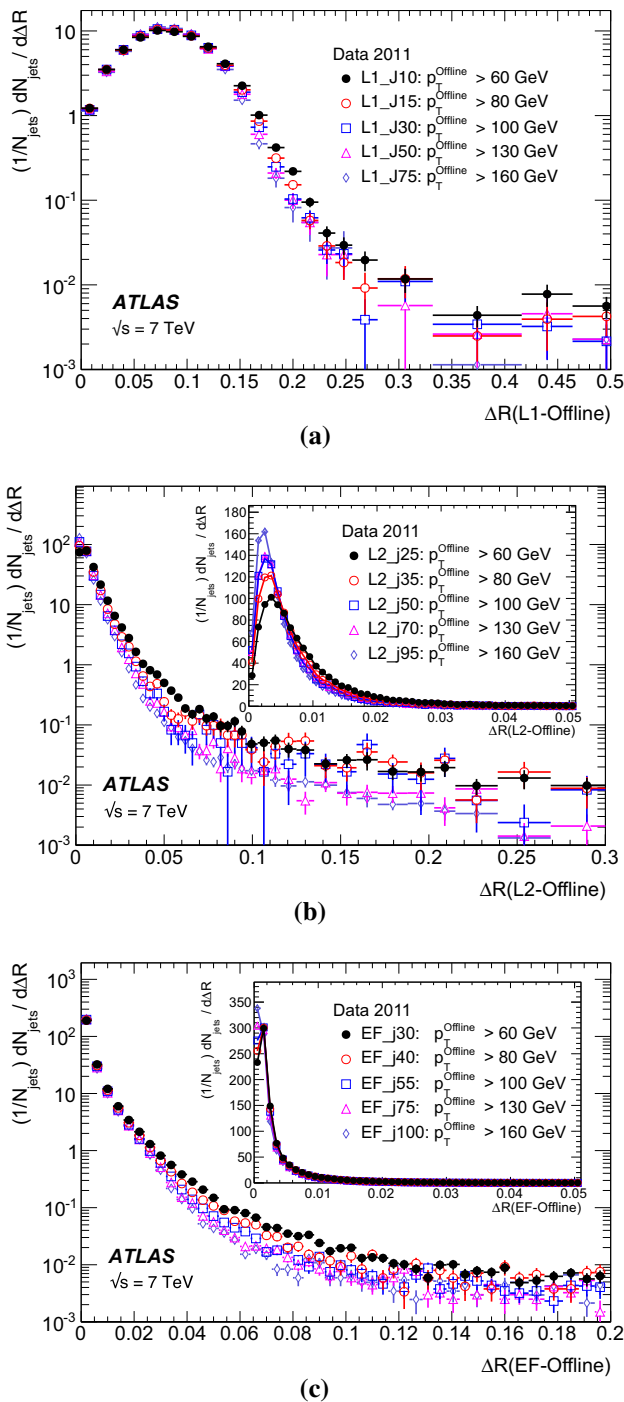 (1/N_jets) dN_jets / dΔR
10
1
10^-1
10^-2
10^-3
Data 2011
L1_J10: p_T^Offline > 60 GeV
L1_J15: p_T^Offline > 80 GeV
L1_J30: p_T^Offline > 100 GeV
L1_J50: p_T^Offline > 130 GeV
L1_J75: p_T^Offline > 160 GeV
ATLAS
√s = 7 TeV
0 0.05 0.1 0.15 0.2 0.25 0.3 0.35 0.4 0.45 0.5
ΔR(L1-Offline)
(a)
(1/N_jets) dN_jets / dΔR
10^2
10
1
10^-1
10^-2
10^-3
(1/N_jets) dN_jets / dΔR
180
160
140
120
100
80
60
40
20
0
Data 2011
L2_j25: p_T^Offline > 60 GeV
L2_j35: p_T^Offline > 80 GeV
L2_j50: p_T^Offline > 100 GeV
L2_j70: p_T^Offline > 130 GeV
L2_j95: p_T^Offline > 160 GeV
0 0.01 0.02 0.03 0.04 0.05
ΔR(L2-Offline)
ATLAS
√s = 7 TeV
0 0.05 0.1 0.15 0.2 0.25 0.3
ΔR(L2-Offline)
(b)
(1/N_jets) dN_jets / dΔR
10^3
10^2
10
1
10^-1
10^-2
10^-3
(1/N_jets) dN_jets / dΔR
350
300
250
200
150
100
50
0
Data 2011
EF_j30: p_T^Offline > 60 GeV
EF_j40: p_T^Offline > 80 GeV
EF_j55: p_T^Offline > 100 GeV
EF_j75: p_T^Offline > 130 GeV
EF_j100: p_T^Offline > 160 GeV
0 0.01 0.02 0.03 0.04 0.05
ΔR(EF-Offline)
ATLAS
√s = 7 TeV
0 0.02 0.04 0.06 0.08 0.1 0.12 0.14 0.16 0.18 0.2
ΔR(EF-Offline)
(c)